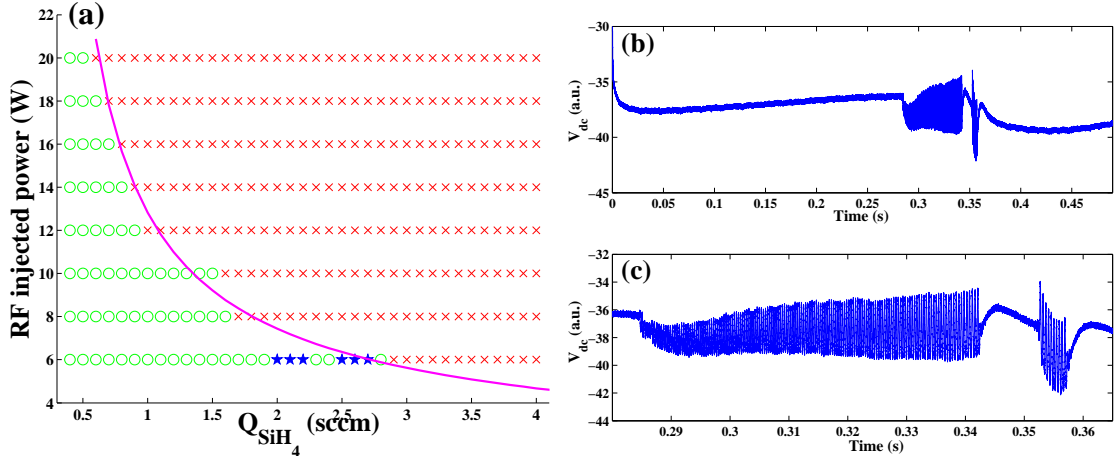 (a)
RF injected power (W)
22
20
18
16
14
12
10
8
6
4
0.5 1 1.5 2 2.5 3 3.5 4
Q_SiH_4 (sccm)
(b)
V_dc (a.u.)
−30
−35
−40
−45
0 0.05 0.1 0.15 0.2 0.25 0.3 0.35 0.4 0.45
Time (s)
(c)
V_dc (a.u.)
−32
−34
−36
−38
−40
−42
−44
0.29 0.3 0.31 0.32 0.33 0.34 0.35 0.36
Time (s)